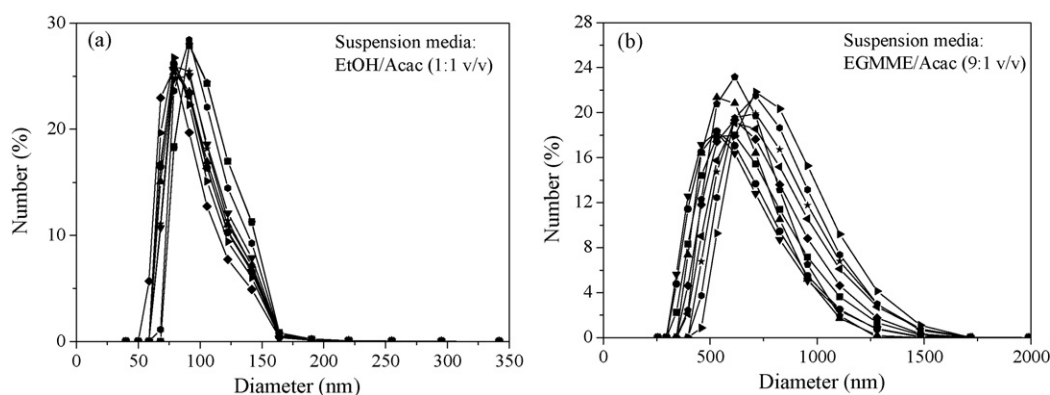 (a)
Suspension media:
EtOH/Acac (1:1 v/v)
30
20
10
0
Number (%)
0 50 100 150 200 250 300 350
Diameter (nm)
(b)
Suspension media:
EGMME/Acac (9:1 v/v)
28
24
20
16
12
8
4
0
Number (%)
0 500 1000 1500 2000
Diameter (nm)